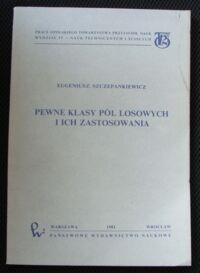 PRACE OPOLSKIEGO TOWARZYSTWA PRZYJACIÓŁ NAUK
WYDZIAŁ IV — NAUK TECHNICZNYCH I ŚCISŁYCH
EUGENIUSZ SZCZEPANKIEWICZ
PEWNE KLASY PÓL LOSOWYCH
I ICH ZASTOSOWANIA
WARSZAWA 1981 WROCŁAW
PAŃSTWOWE WYDAWNICTWO NAUKOWE